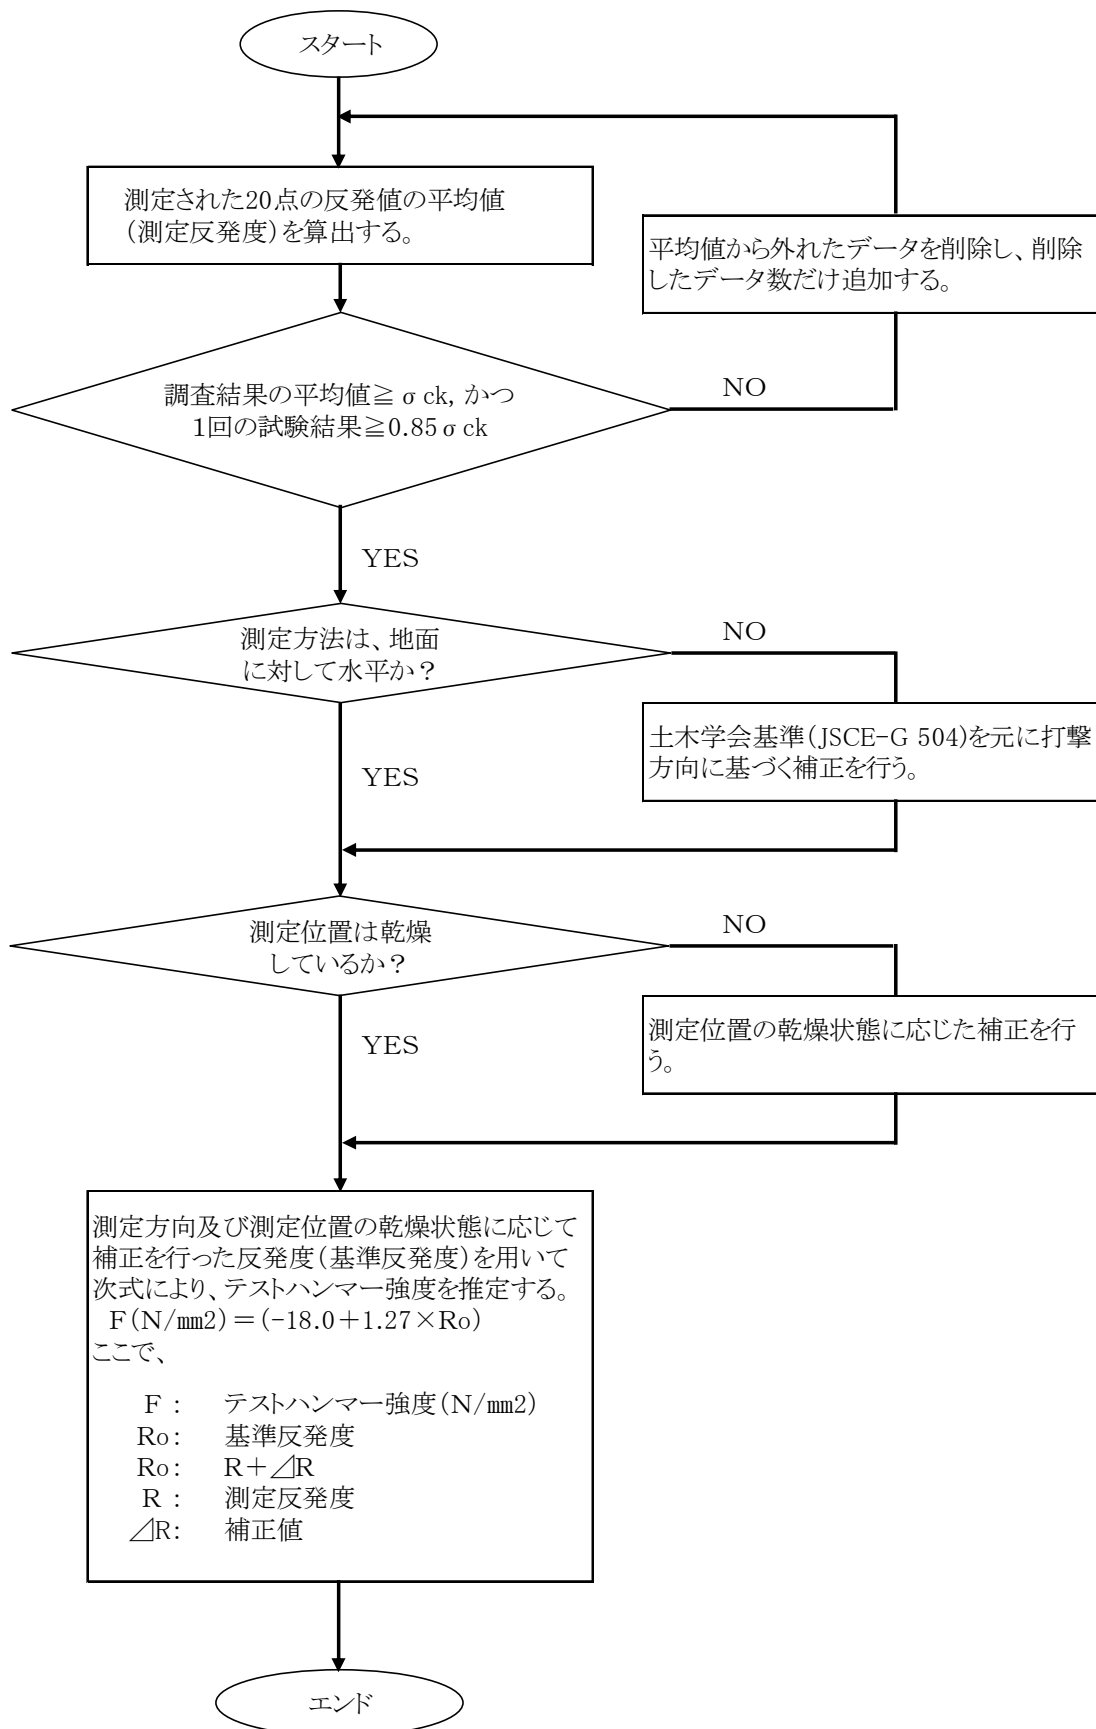 スタート
測定された20点の反発値の平均値
（測定反発度）を算出する。
平均値から外れたデータを削除し、削除
したデータ数だけ追加する。
調査結果の平均値≧σck, かつ
1回の試験結果≧0.85σck
NO
YES
測定方法は、地面
に対して水平か？
NO
土木学会基準（JSCE-G 504）を元に打撃
方向に基づく補正を行う。
YES
測定位置は乾燥
しているか？
NO
測定位置の乾燥状態に応じた補正を行
う。
YES
測定方向及び測定位置の乾燥状態に応じて
補正を行った反発度（基準反発度）を用いて
次式により、テストハンマー強度を推定する。
F（N/㎜2）＝（-18.0＋1.27×Ro）
ここで、
F： テストハンマー強度（N/㎜2）
Ro： 基準反発度
Ro： R＋⊿R
R： 測定反発度
⊿R： 補正値
エンド